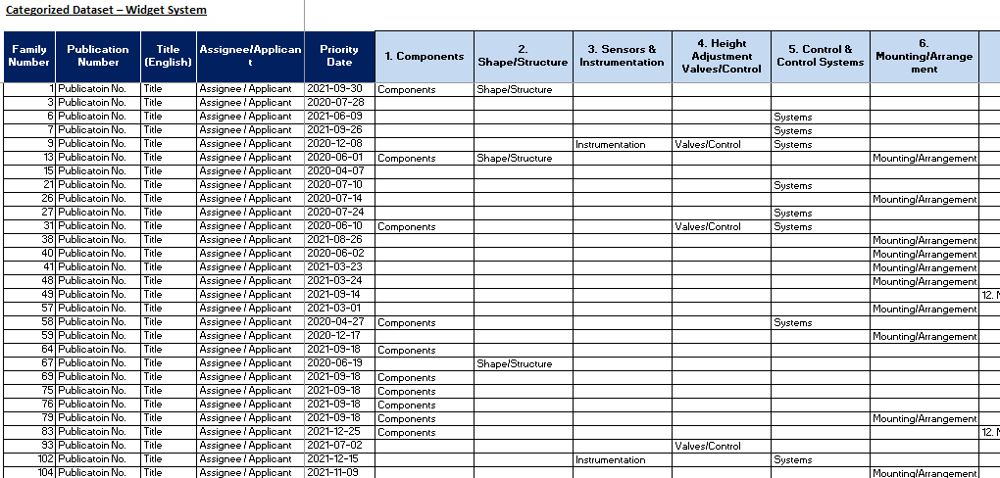 Categorized Dataset – Widget System
Family Number Publication Number Title (English) Assignee/Applicant Priority Date 1. Components 2. Shape/Structure 3. Sensors & Instrumentation 4. Height Adjustment Valves/Control 5. Control & Control Systems 6. Mounting/Arrangement
1 Publicatoin No. Title Assignee / Applicant 2021-09-30 Components Shape/Structure
3 Publicatoin No. Title Assignee / Applicant 2020-07-28
6 Publicatoin No. Title Assignee / Applicant 2021-06-09 Systems
7 Publicatoin No. Title Assignee / Applicant 2021-09-26 Systems
9 Publicatoin No. Title Assignee / Applicant 2020-12-08 Instrumentation Valves/Control Systems
13 Publicatoin No. Title Assignee / Applicant 2020-06-01 Components Shape/Structure Mounting/Arrangement
15 Publicatoin No. Title Assignee / Applicant 2020-04-07
21 Publicatoin No. Title Assignee / Applicant 2020-07-10 Systems
26 Publicatoin No. Title Assignee / Applicant 2020-07-14 Mounting/Arrangement
27 Publicatoin No. Title Assignee / Applicant 2020-07-24 Systems
31 Publicatoin No. Title Assignee / Applicant 2020-06-10 Components Valves/Control Systems
38 Publicatoin No. Title Assignee / Applicant 2021-08-26 Mounting/Arrangement
40 Publicatoin No. Title Assignee / Applicant 2020-06-02 Mounting/Arrangement
41 Publicatoin No. Title Assignee / Applicant 2021-03-23 Mounting/Arrangement
48 Publicatoin No. Title Assignee / Applicant 2021-03-24 Mounting/Arrangement
49 Publicatoin No. Title Assignee / Applicant 2021-09-14 12.
57 Publicatoin No. Title Assignee / Applicant 2021-03-01 Mounting/Arrangement
58 Publicatoin No. Title Assignee / Applicant 2020-04-27 Components Systems
59 Publicatoin No. Title Assignee / Applicant 2020-12-17 Mounting/Arrangement
64 Publicatoin No. Title Assignee / Applicant 2021-09-18 Components
67 Publicatoin No. Title Assignee / Applicant 2020-06-19 Shape/Structure
69 Publicatoin No. Title Assignee / Applicant 2021-09-18 Components
75 Publicatoin No. Title Assignee / Applicant 2021-09-18 Components
76 Publicatoin No. Title Assignee / Applicant 2021-09-18 Components
79 Publicatoin No. Title Assignee / Applicant 2021-09-18 Components Mounting/Arrangement
83 Publicatoin No. Title Assignee / Applicant 2021-12-25 Components 12.
93 Publicatoin No. Title Assignee / Applicant 2021-07-02 Valves/Control
102 Publicatoin No. Title Assignee / Applicant 2021-12-15 Instrumentation Systems
104 Publicatoin No. Title Assignee / Applicant 2021-11-09 Mounting/Arrangement